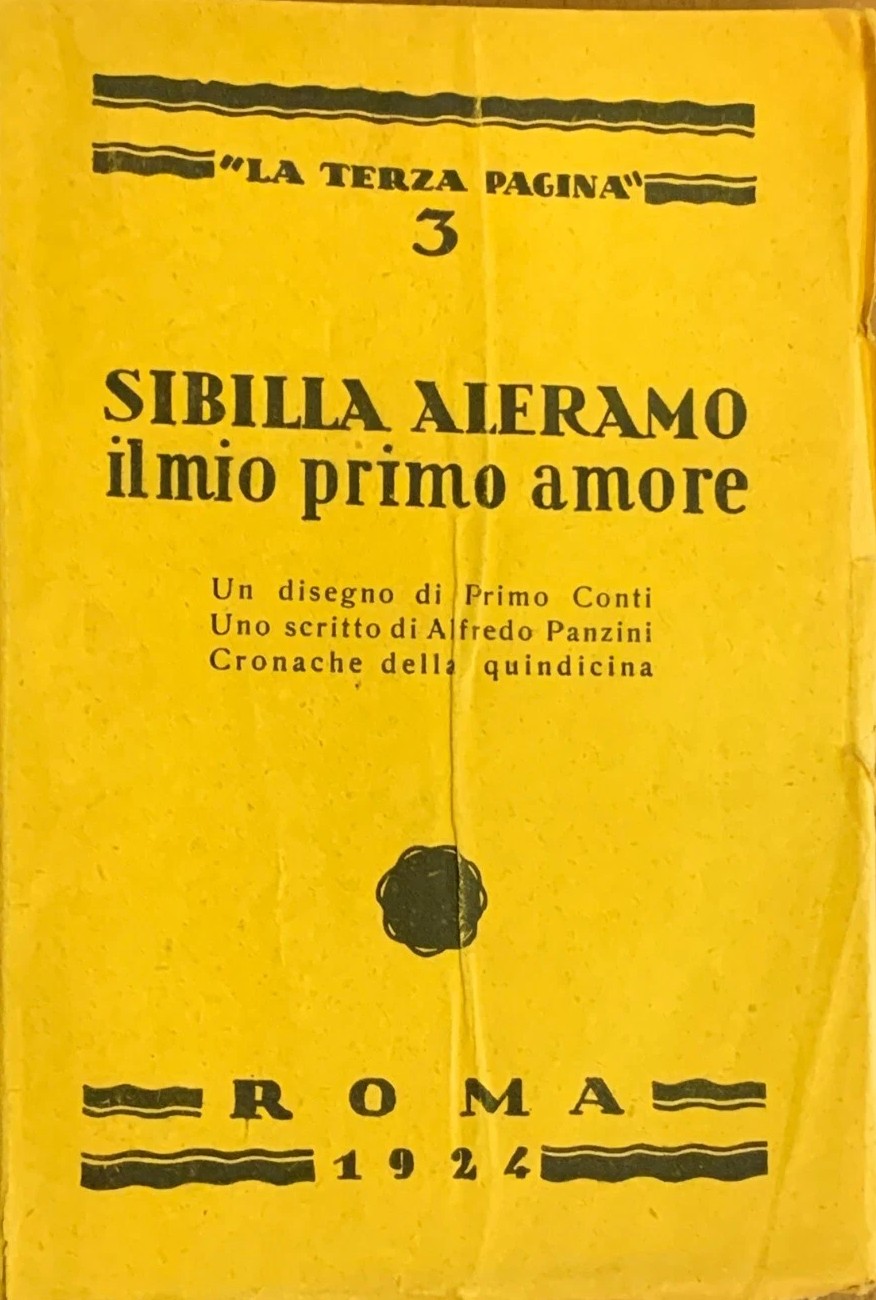 "LA TERZA PAGINA"
3
SIBILLA ALERAMO
il mio primo amore
Un disegno di Primo Conti
Uno scritto di Alfredo Panzini
Cronache della quindicina
ROMA
1924